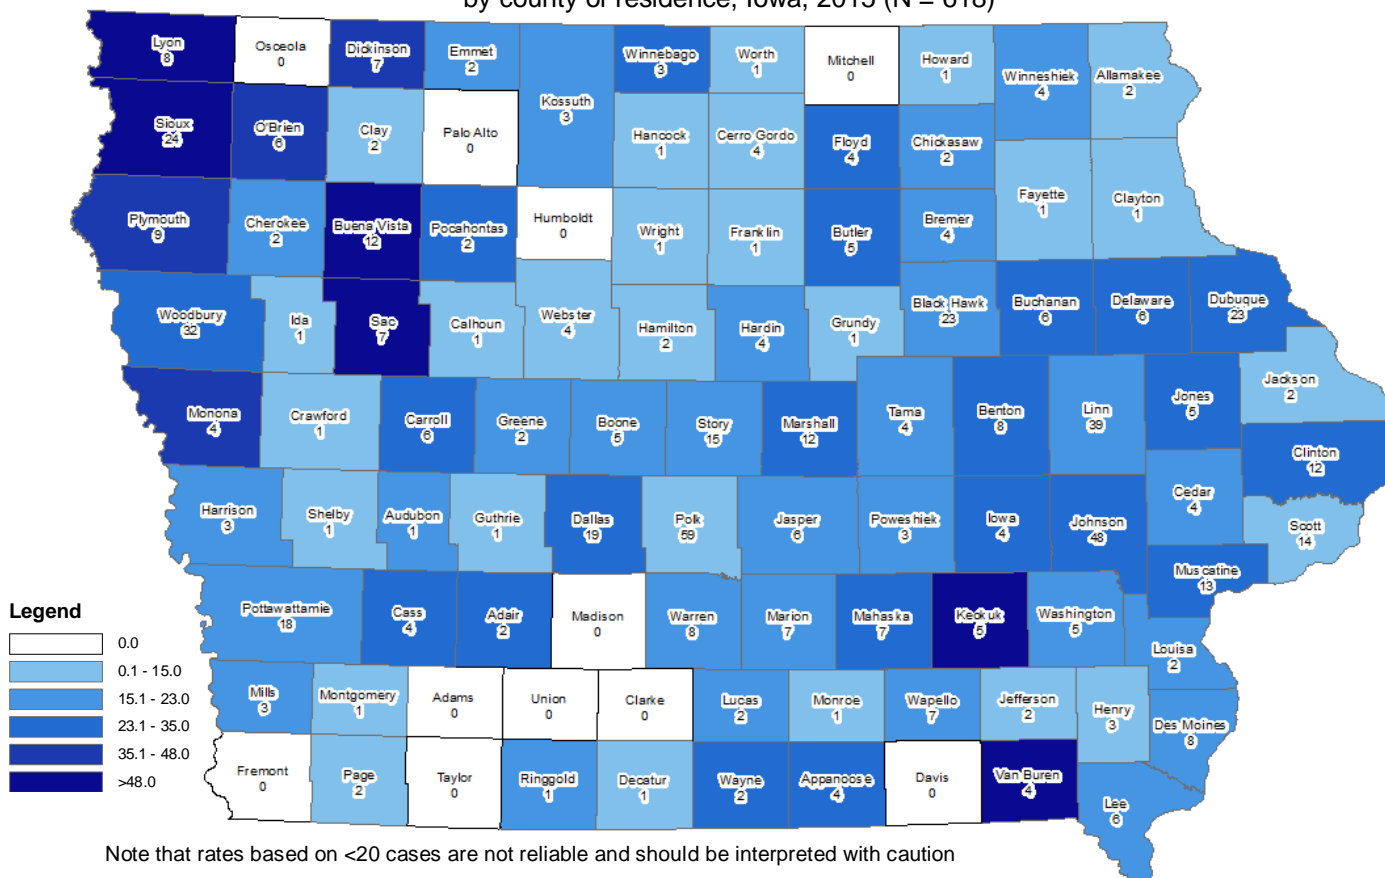 by county of residence, Iowa, 2015 (N = 618)
Lyon
8
Osceola
0
Dickinson
7
Emmet
2
Kossuth
3
Winnebago
3
Worth
1
Mitchell
0
Howard
1
Winneshiek
4
Allamakee
2
Sioux
24
O'Brien
6
Clay
2
Palo Alto
0
Hancock
1
Cerro Gordo
4
Floyd
4
Chickasaw
2
Fayette
1
Clayton
1
Plymouth
9
Cherokee
2
Buena Vista
12
Pocahontas
2
Humboldt
0
Wright
1
Franklin
1
Butler
5
Bremer
4
Woodbury
32
Ida
1
Sac
7
Calhoun
1
Webster
4
Hamilton
2
Hardin
4
Grundy
1
Black Hawk
23
Buchanan
6
Delaware
6
Dubuque
23
Monona
4
Crawford
1
Carroll
6
Greene
2
Boone
5
Story
15
Marshall
12
Tama
4
Benton
8
Linn
39
Jones
5
Jackson
2
Clinton
12
Harrison
3
Shelby
1
Audubon
1
Guthrie
1
Dallas
19
Polk
59
Jasper
6
Poweshiek
3
Iowa
4
Johnson
48
Cedar
4
Scott
14
Muscatine
13
Pottawattamie
18
Cass
4
Adair
2
Madison
0
Warren
8
Marion
7
Mahaska
7
Keokuk
5
Washington
5
Louisa
2
Mills
3
Montgomery
1
Adams
0
Union
0
Clarke
0
Lucas
2
Monroe
1
Wapello
7
Jefferson
2
Henry
3
Des Moines
8
Fremont
0
Page
2
Taylor
0
Ringgold
1
Decatur
1
Wayne
2
Appanoose
4
Davis
0
Van Buren
4
Lee
6
Legend
0.0
0.1 - 15.0
15.1 - 23.0
23.1 - 35.0
35.1 - 48.0
>48.0
Note that rates based on <20 cases are not reliable and should be interpreted with caution